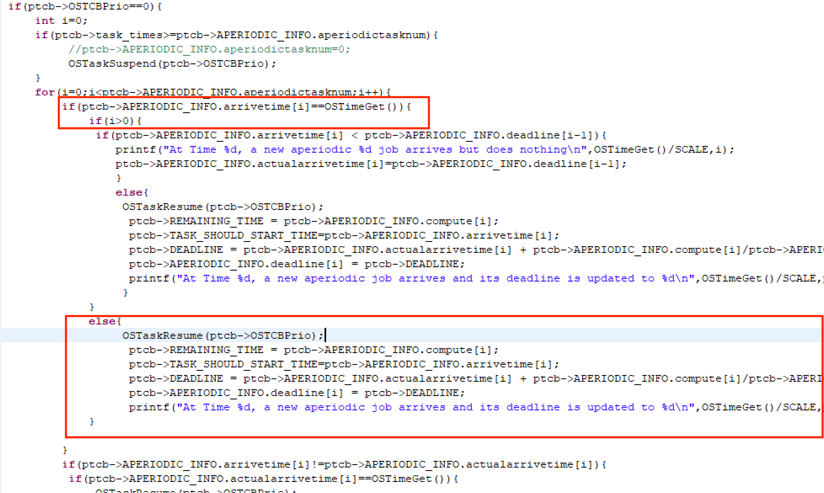 if(ptcb->OSTCBPrio==0){
int i=0;
if(ptcb->task_times>=ptcb->APERIODIC_INFO.aperiodictasknum){
//ptcb->APERIODIC_INFO.aperiodictasknum=0;
OSTaskSuspend(ptcb->OSTCBPrio);
}
for(i=0;i<ptcb->APERIODIC_INFO.aperiodictasknum;i++){
if(ptcb->APERIODIC_INFO.arrivetime[i]==OSTimeGet()){
if(i>0){
if(ptcb->APERIODIC_INFO.arrivetime[i] < ptcb->APERIODIC_INFO.deadline[i-1]){
printf("At Time %d, a new aperiodic %d job arrives but does nothing\n",OSTimeGet()/SCALE,i);
ptcb->APERIODIC_INFO.actualarrivetime[i]=ptcb->APERIODIC_INFO.deadline[i-1];
}
else{
OSTaskResume(ptcb->OSTCBPrio);
ptcb->REMAINING_TIME = ptcb->APERIODIC_INFO.compute[i];
ptcb->TASK_SHOULD_START_TIME=ptcb->APERIODIC_INFO.arrivetime[i];
ptcb->DEADLINE = ptcb->APERIODIC_INFO.actualarrivetime[i] + ptcb->APERIODIC_INFO.compute[i]/ptcb->APERIO
ptcb->APERIODIC_INFO.deadline[i] = ptcb->DEADLINE;
printf("At Time %d, a new aperiodic job arrives and its deadline is updated to %d\n",OSTimeGet()/SCALE,
}
}
else{
OSTaskResume(ptcb->OSTCBPrio);
ptcb->REMAINING_TIME = ptcb->APERIODIC_INFO.compute[i];
ptcb->TASK_SHOULD_START_TIME=ptcb->APERIODIC_INFO.arrivetime[i];
ptcb->DEADLINE = ptcb->APERIODIC_INFO.actualarrivetime[i] + ptcb->APERIODIC_INFO.compute[i]/ptcb->APERI
ptcb->APERIODIC_INFO.deadline[i] = ptcb->DEADLINE;
printf("At Time %d, a new aperiodic job arrives and its deadline is updated to %d\n",OSTimeGet()/SCALE,
}
}
if(ptcb->APERIODIC_INFO.arrivetime[i]!=ptcb->APERIODIC_INFO.actualarrivetime[i]){
if(ptcb->APERIODIC_INFO.actualarrivetime[i]==OSTimeGet()){
OSTaskResume(ptcb->OSTCBPrio);